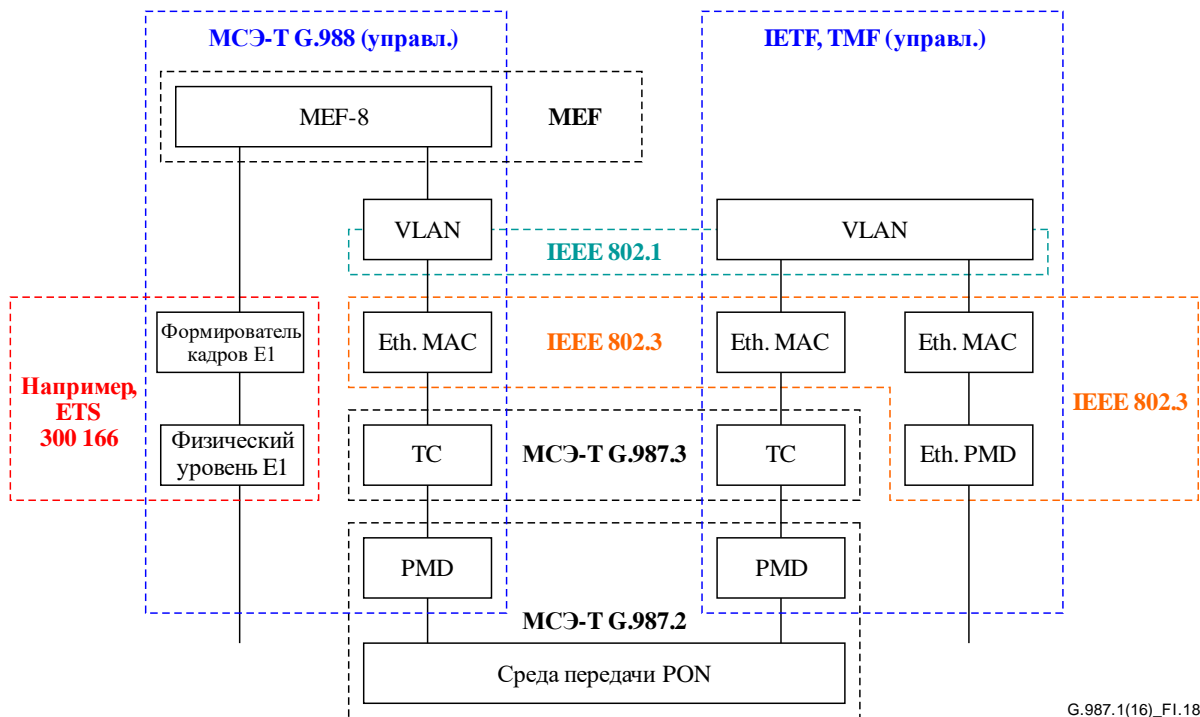 МСЭ-Т G.988 (управл.)
IETF, TMF (управл.)
MEF-8
MEF
VLAN
VLAN
IEEE 802.1
Формирователь
кадров E1
Eth. MAC
IEEE 802.3
Eth. MAC
Eth. MAC
Например,
ETS
300 166
IEEE 802.3
Физический
уровень E1
TC
МСЭ-Т G.987.3
TC
Eth. PMD
PMD
PMD
МСЭ-Т G.987.2
Среда передачи PON
G.987.1(16)_FI.18